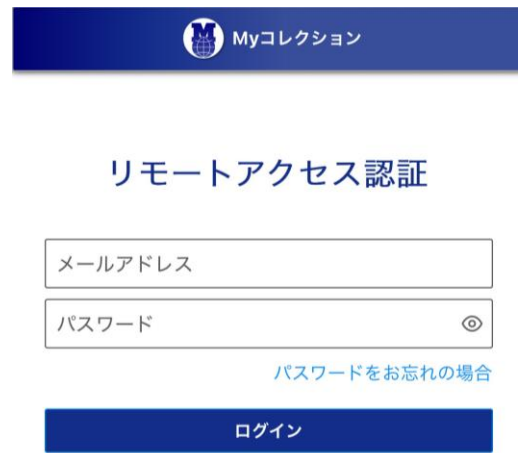 Myコレクション
リモートアクセス認証
メールアドレス
パスワード
パスワードをお忘れの場合
ログイン